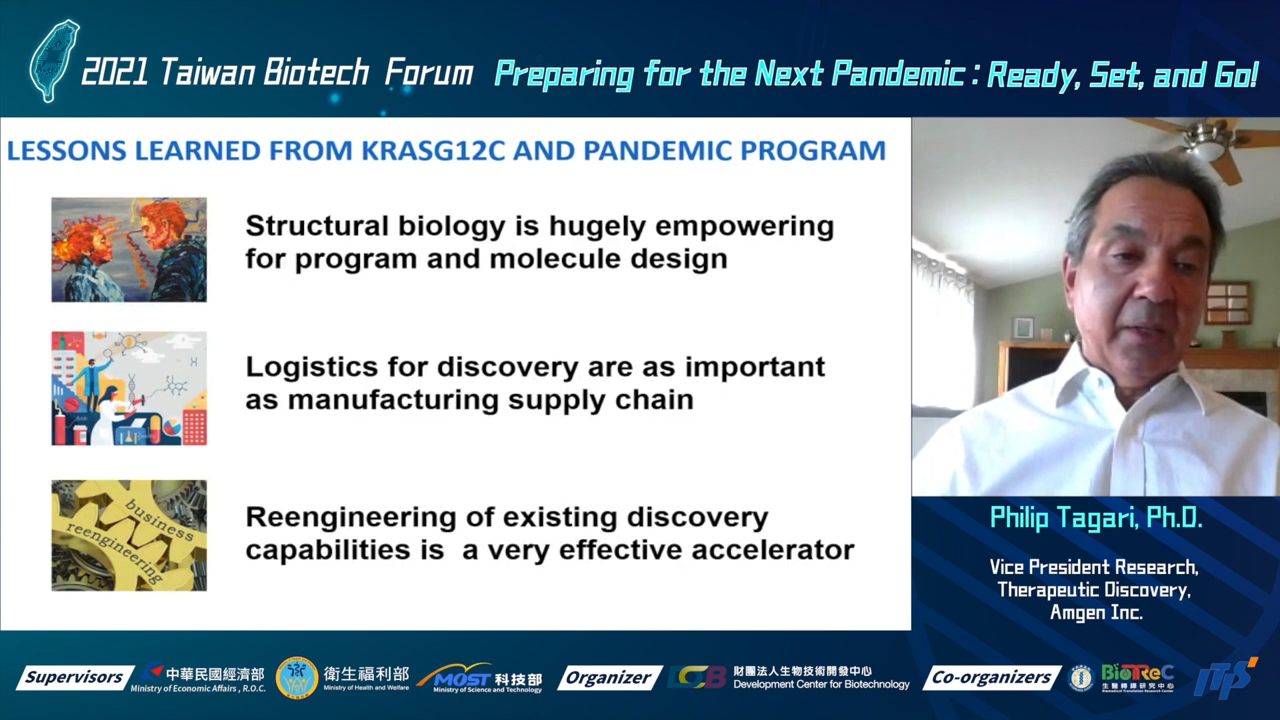 2021 Taiwan Biotech Forum Preparing for the Next Pandemic : Ready, Set, and Go!
LESSONS LEARNED FROM KRASG12C AND PANDEMIC PROGRAM
Structural biology is hugely empowering
for program and molecule design
Logistics for discovery are as important
as manufacturing supply chain
business
reengineering
Reengineering of existing discovery
capabilities is a very effective accelerator
Philip Tagari, Ph.D.
Vice President Research,
Therapeutic Discovery,
Amgen Inc.
Supervisors
中華民國經濟部
Ministry of Economic Affairs , R.O.C.
衛生福利部
Ministry of Health and Welfare
MOST 科技部
Ministry of Science and Technology
Organizer
DCB
財團法人生物技術開發中心
Development Center for Biotechnology
Co-organizers
BioTReC
生醫轉譯研究中心
Biomedical Translation Research Center